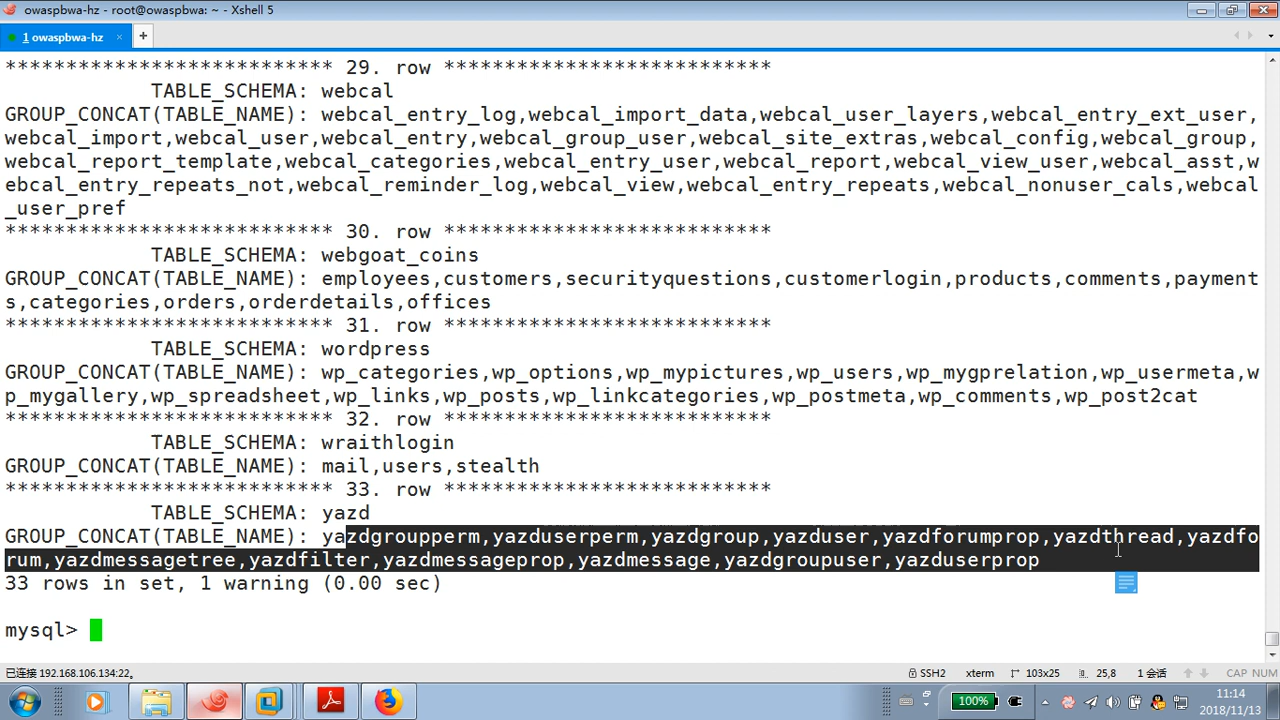 owaspbwa-hz - root@owaspbwa: ~ - Xshell 5
1 owaspbwa-hz × +
*************************** 29. row ***************************
TABLE_SCHEMA: webcal
GROUP_CONCAT(TABLE_NAME): webcal_entry_log,webcal_import_data,webcal_user_layers,webcal_entry_ext_user,
webcal_import,webcal_user,webcal_entry,webcal_group_user,webcal_site_extras,webcal_config,webcal_group,
webcal_report_template,webcal_categories,webcal_entry_user,webcal_report,webcal_view_user,webcal_asst,w
ebcal_entry_repeats_not,webcal_reminder_log,webcal_view,webcal_entry_repeats,webcal_nonuser_cals,webcal
_user_pref
*************************** 30. row ***************************
TABLE_SCHEMA: webgoat_coins
GROUP_CONCAT(TABLE_NAME): employees,customers,securityquestions,customerlogin,products,comments,payment
s,categories,orders,orderdetails,offices
*************************** 31. row ***************************
TABLE_SCHEMA: wordpress
GROUP_CONCAT(TABLE_NAME): wp_categories,wp_options,wp_mypictures,wp_users,wp_mygprelation,wp_usermeta,w
p_mygallery,wp_spreadsheet,wp_links,wp_posts,wp_linkcategories,wp_postmeta,wp_comments,wp_post2cat
*************************** 32. row ***************************
TABLE_SCHEMA: wraithlogin
GROUP_CONCAT(TABLE_NAME): mail,users,stealth
*************************** 33. row ***************************
TABLE_SCHEMA: yazd
GROUP_CONCAT(TABLE_NAME): yazdgroupperm,yazduserperm,yazdgroup,yazduser,yazdforumprop,yazdthread,yazdfo
rum,yazdmessagetree,yazdfilter,yazdmessageprop,yazdmessage,yazdgroupuser,yazduserprop
33 rows in set, 1 warning (0.00 sec)
mysql>
已连接 192.168.106.134:22。 SSH2 xterm 103x25 25,8 1 会话 CAP NUM
100% 11:14
2018/11/13